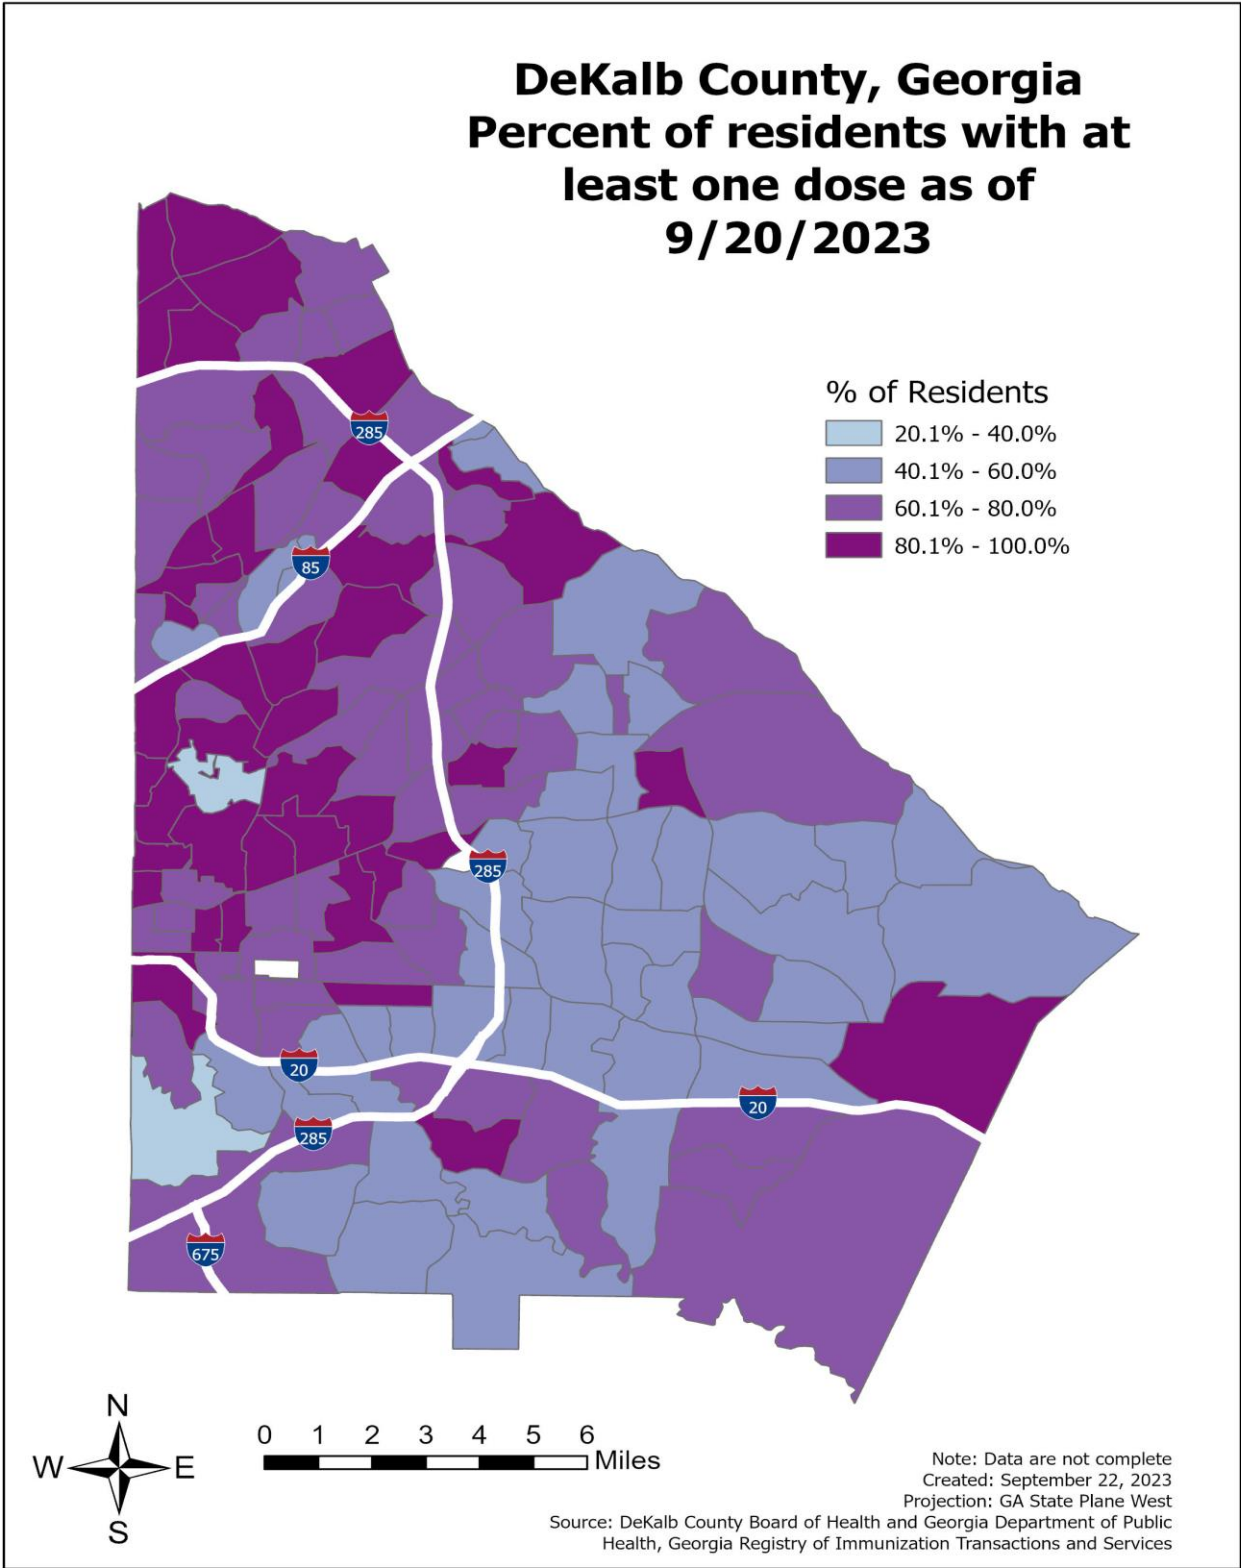 DeKalb County, Georgia
Percent of residents with at
least one dose as of
9/20/2023
% of Residents
20.1% - 40.0%
40.1% - 60.0%
60.1% - 80.0%
80.1% - 100.0%
285
85
285
20
20
285
675
N
W E
S
0 1 2 3 4 5 6
Miles
Note: Data are not complete
Created: September 22, 2023
Projection: GA State Plane West
Source: DeKalb County Board of Health and Georgia Department of Public
Health, Georgia Registry of Immunization Transactions and Services